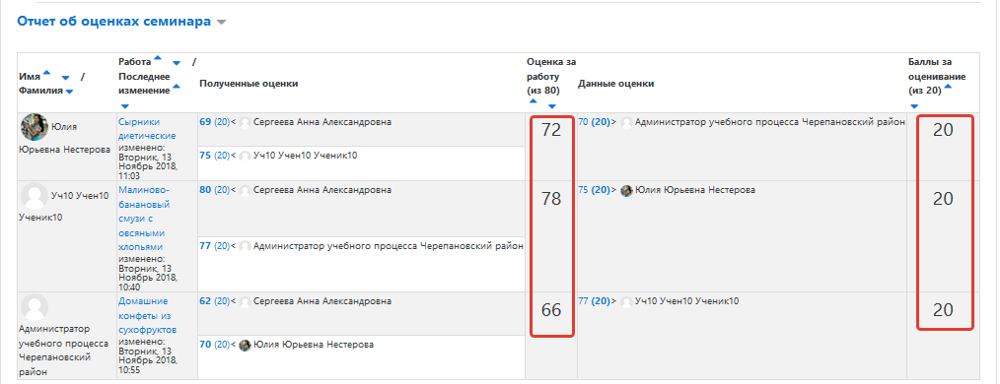 Отчет об оценках семинара
Имя / Фамилия
Работа / Последнее изменение
Полученные оценки
Оценка за работу (из 80)
Данные оценки
Баллы за оценивание (из 20)
Юлия Юрьевна Нестерова
Сырники диетические
изменено: Вторник, 13 Ноябрь 2018, 11:03
69 (20)< Сергеева Анна Александровна
75 (20)< Уч10 Учен10 Ученик10
72
70 (20)> Администратор учебного процесса Черепановский район
20
Уч10 Учен10 Ученик10
Малиново-банановый смузи с овсяными хлопьями
изменено: Вторник, 13 Ноябрь 2018, 10:40
80 (20)< Сергеева Анна Александровна
77 (20)< Администратор учебного процесса Черепановский район
78
75 (20)> Юлия Юрьевна Нестерова
20
Администратор учебного процесса Черепановский район
Домашние конфеты из сухофруктов
изменено: Вторник, 13 Ноябрь 2018, 10:55
62 (20)< Сергеева Анна Александровна
70 (20)< Юлия Юрьевна Нестерова
66
77 (20)> Уч10 Учен10 Ученик10
20